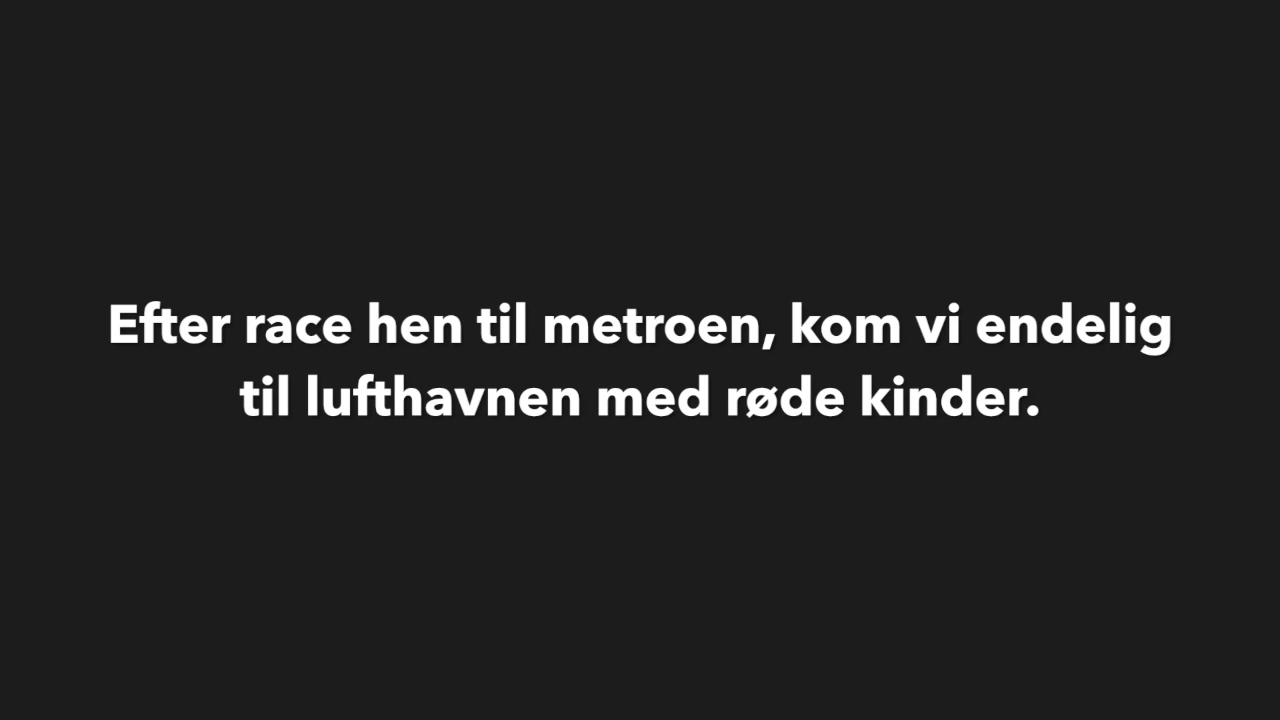 Efter race hen til metroen, kom vi endelig
til lufthavnen med røde kinder.